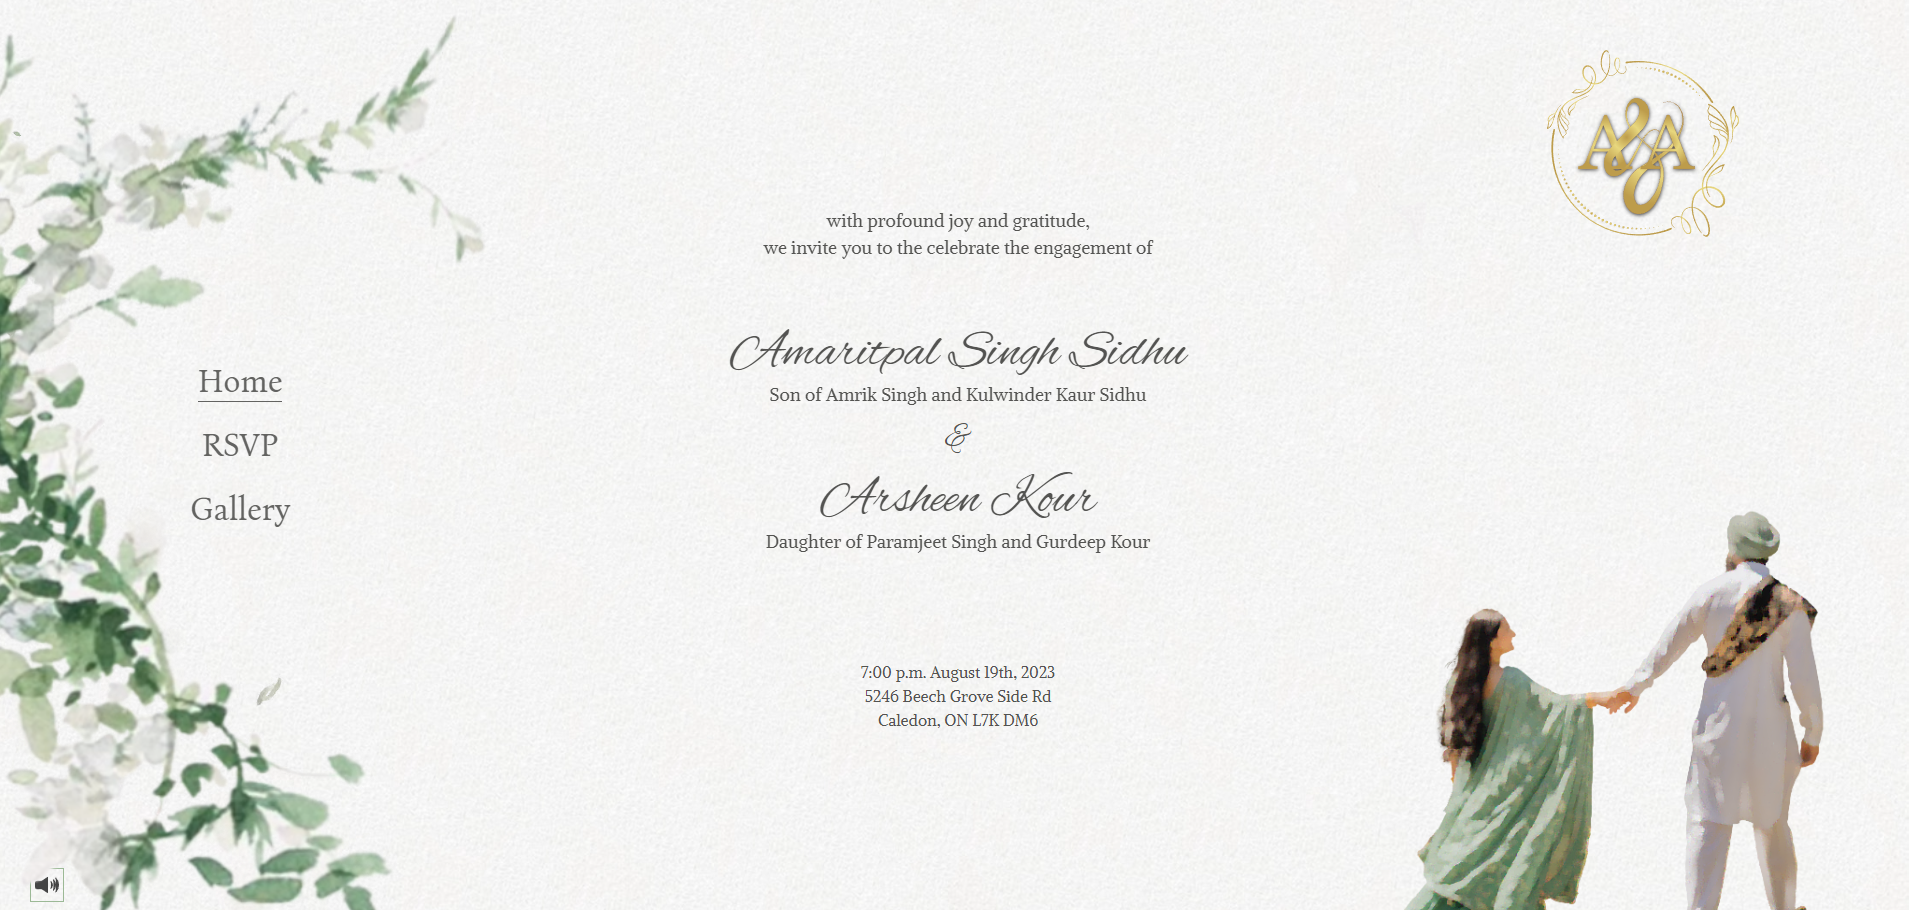 A&A
with profound joy and gratitude,
we invite you to the celebrate the engagement of
Amaritpal Singh Sidhu
Son of Amrik Singh and Kulwinder Kaur Sidhu
&
Arsheen Kour
Daughter of Paramjeet Singh and Gurdeep Kour
7:00 p.m. August 19th, 2023
5246 Beech Grove Side Rd
Caledon, ON L7K DM6
Home
RSVP
Gallery